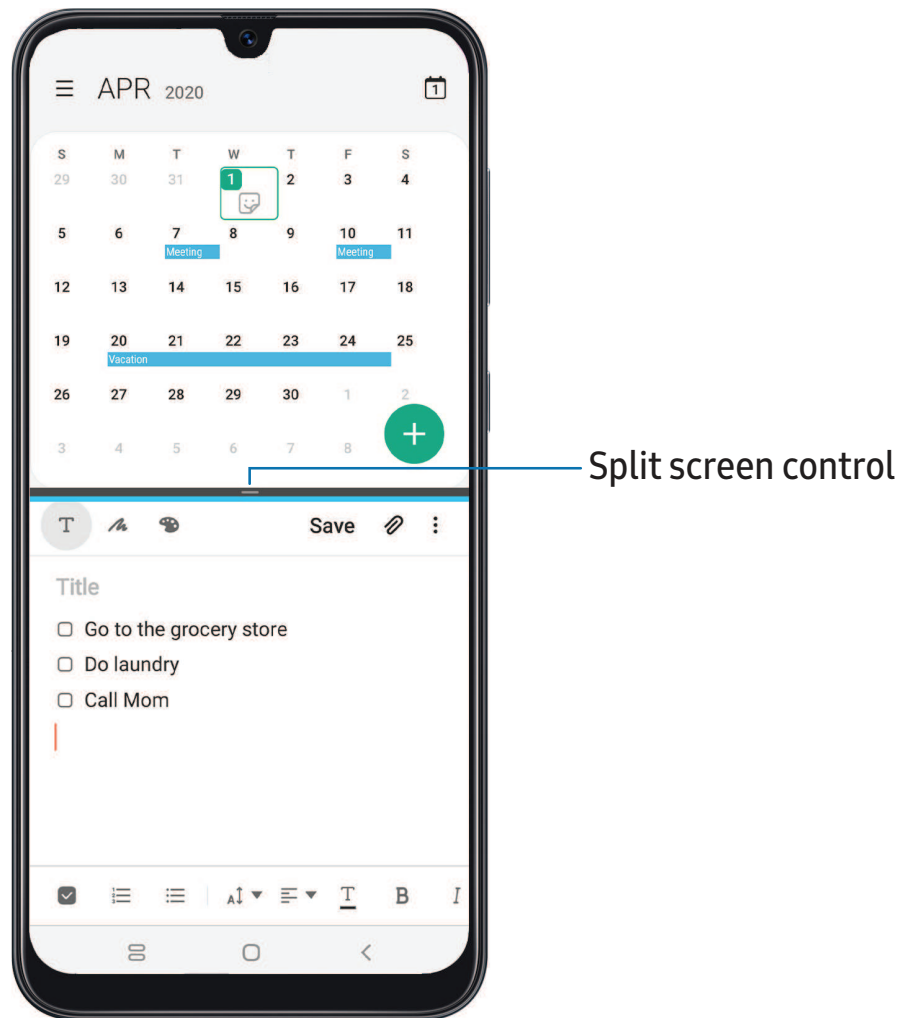 APR 2020
1
S M T W T F S
29 30 31 1 2 3 4
5 6 7 8 9 10 11
Meeting Meeting
12 13 14 15 16 17 18
19 20 21 22 23 24 25
Vacation
26 27 28 29 30 1 2
3 4 5 6 7 8
Split screen control
T Save
Title
Go to the grocery store
Do laundry
Call Mom
A T B I